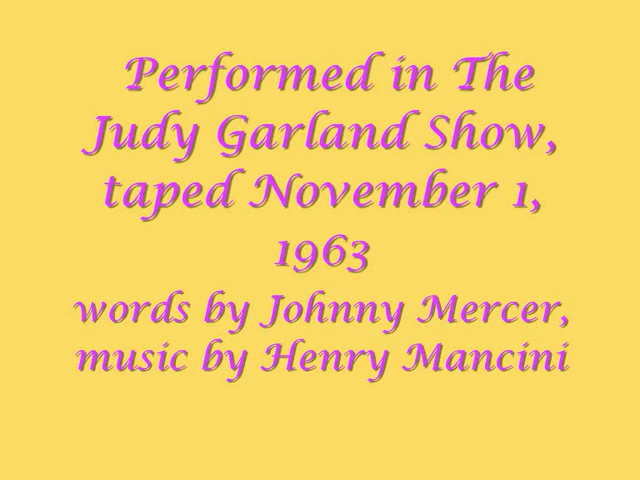 Performed in The
Judy Garland Show,
taped November 1,
1963
words by Johnny Mercer,
music by Henry Mancini